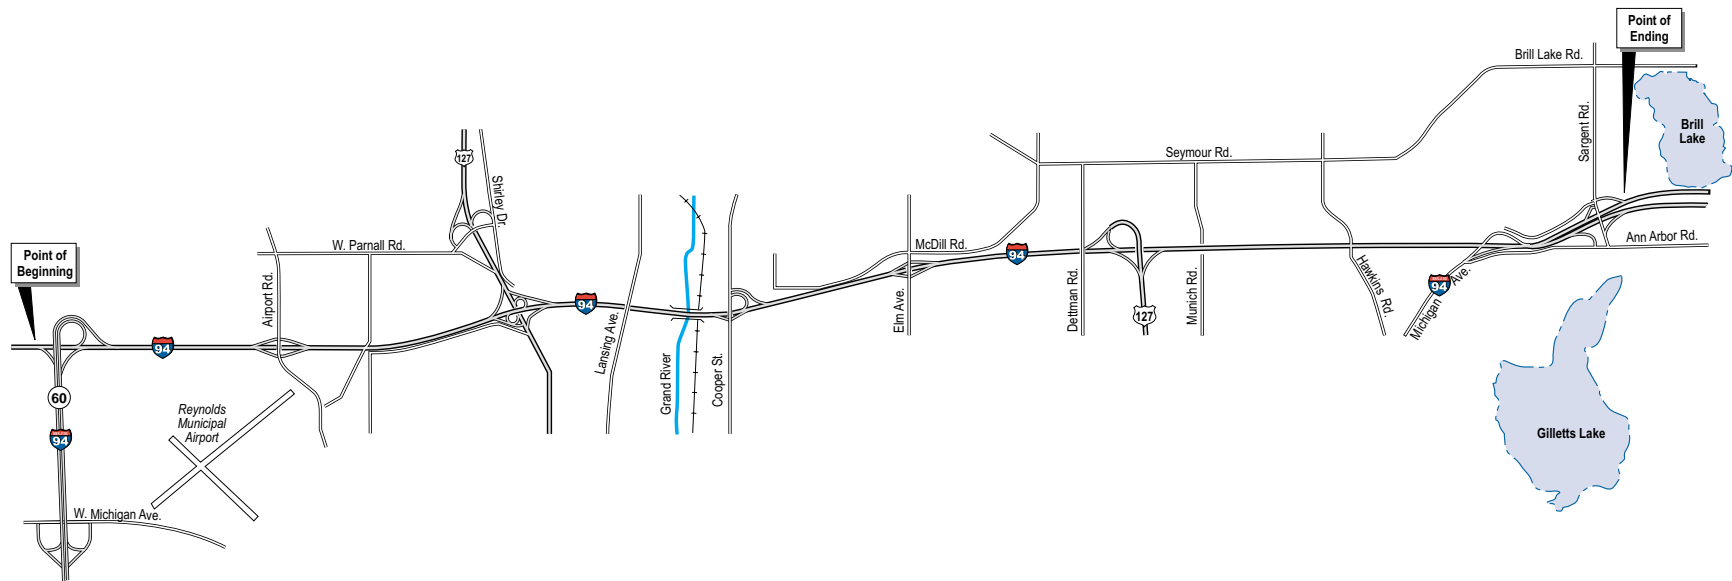 Point of
Ending
Brill Lake Rd.
Sargent Rd.
Brill
Lake
127
Shirley Dr.
Seymour Rd.
W. Parnall Rd.
McDill Rd.
94
Ann Arbor Rd.
Point of
Beginning
Airport Rd.
94
Lansing Ave.
Elm Ave.
Dettman Rd.
127
Munich Rd.
Hawkins Rd.
94
Michigan Ave.
94
Grand River
Cooper St.
60
94
Reynolds
Municipal
Airport
Gilletts Lake
W. Michigan Ave.